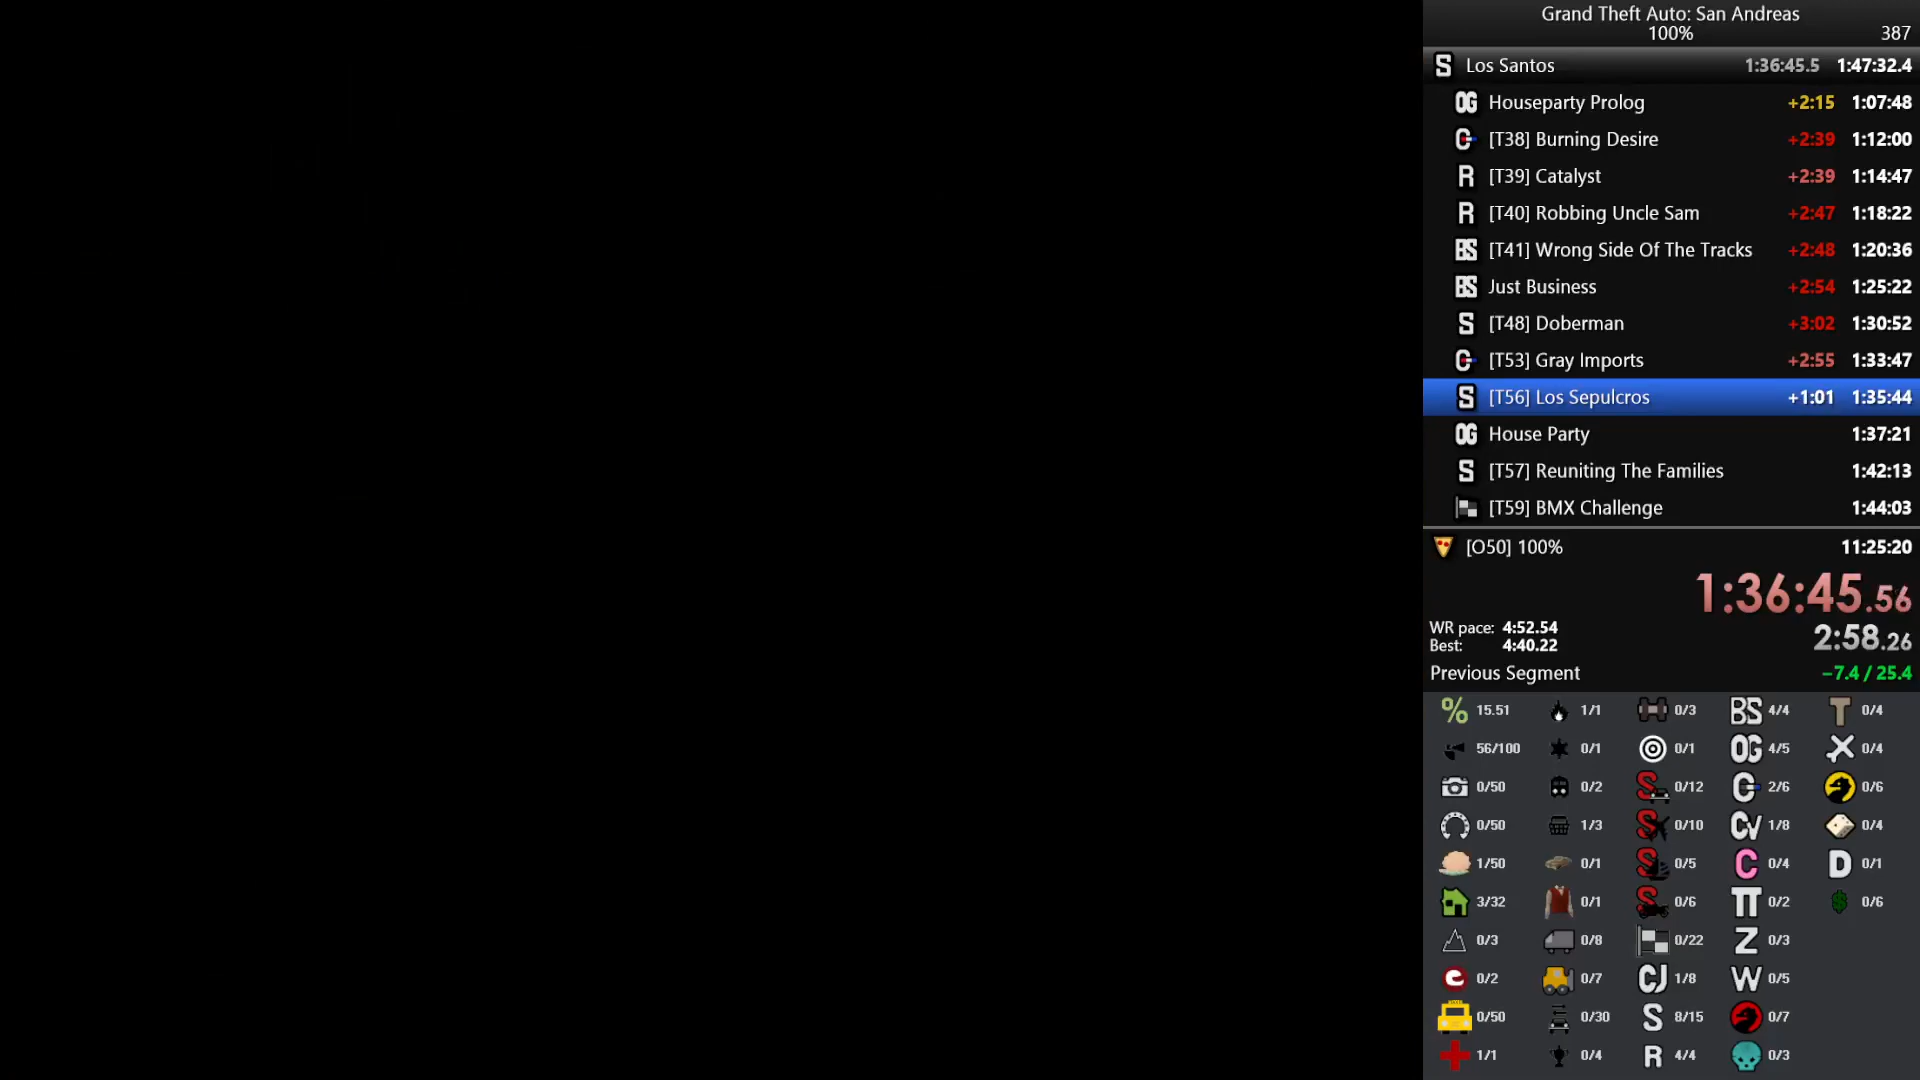 Grand Theft Auto: San Andreas
100% 387
S Los Santos 1:36:45.5 1:47:32.4
OG Houseparty Prolog +2:15 1:07:48
C [T38] Burning Desire +2:39 1:12:00
R [T39] Catalyst +2:39 1:14:47
R [T40] Robbing Uncle Sam +2:47 1:18:22
BS [T41] Wrong Side Of The Tracks +2:48 1:20:36
BS Just Business +2:54 1:25:22
S [T48] Doberman +3:02 1:30:52
C [T53] Gray Imports +2:55 1:33:47
S [T56] Los Sepulcros +1:01 1:35:44
OG House Party 1:37:21
S [T57] Reuniting The Families 1:42:13
[T59] BMX Challenge 1:44:03
[O50] 100% 11:25:20
1:36:45.56
WR pace: 4:52.54
Best: 4:40.22
2:58.26
Previous Segment −7.4 / 25.4
% 15.51 1/1 0/3 BS 4/4 T 0/4
56/100 0/1 0/1 OG 4/5 0/4
0/50 0/2 S 0/12 C 2/6 0/6
0/50 1/3 S 0/10 CV 1/8 0/4
1/50 0/1 S 0/5 C 0/4 D 0/1
3/32 0/1 S 0/6 π 0/2 $ 0/6
0/3 0/8 0/22 Z 0/3
e 0/2 0/7 CJ 1/8 W 0/5
0/50 0/30 S 8/15 0/7
1/1 0/4 R 4/4 0/3